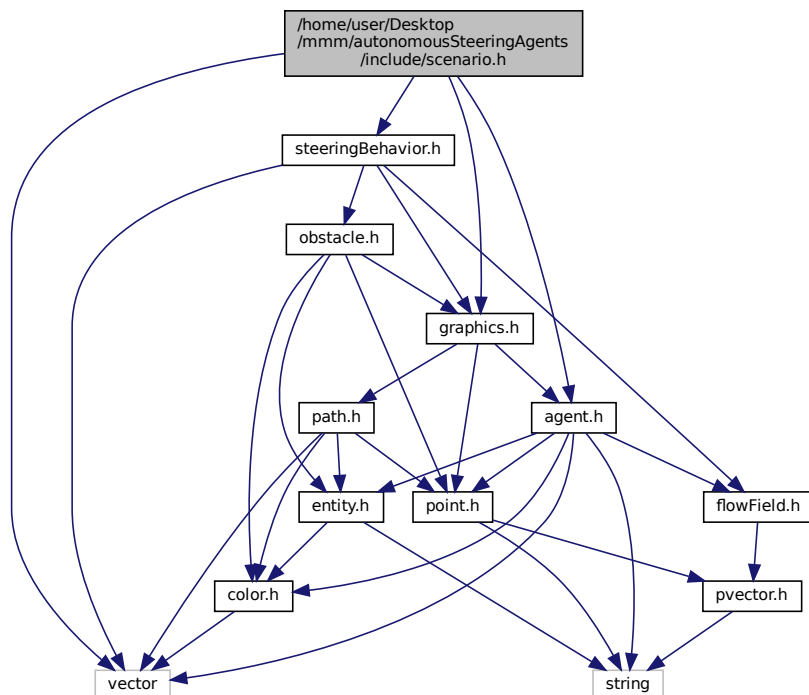 /home/user/Desktop
/mmm/autonomousSteeringAgents
/include/scenario.h
steeringBehavior.h
obstacle.h
graphics.h
path.h
agent.h
entity.h
point.h
flowField.h
color.h
pvector.h
vector
string